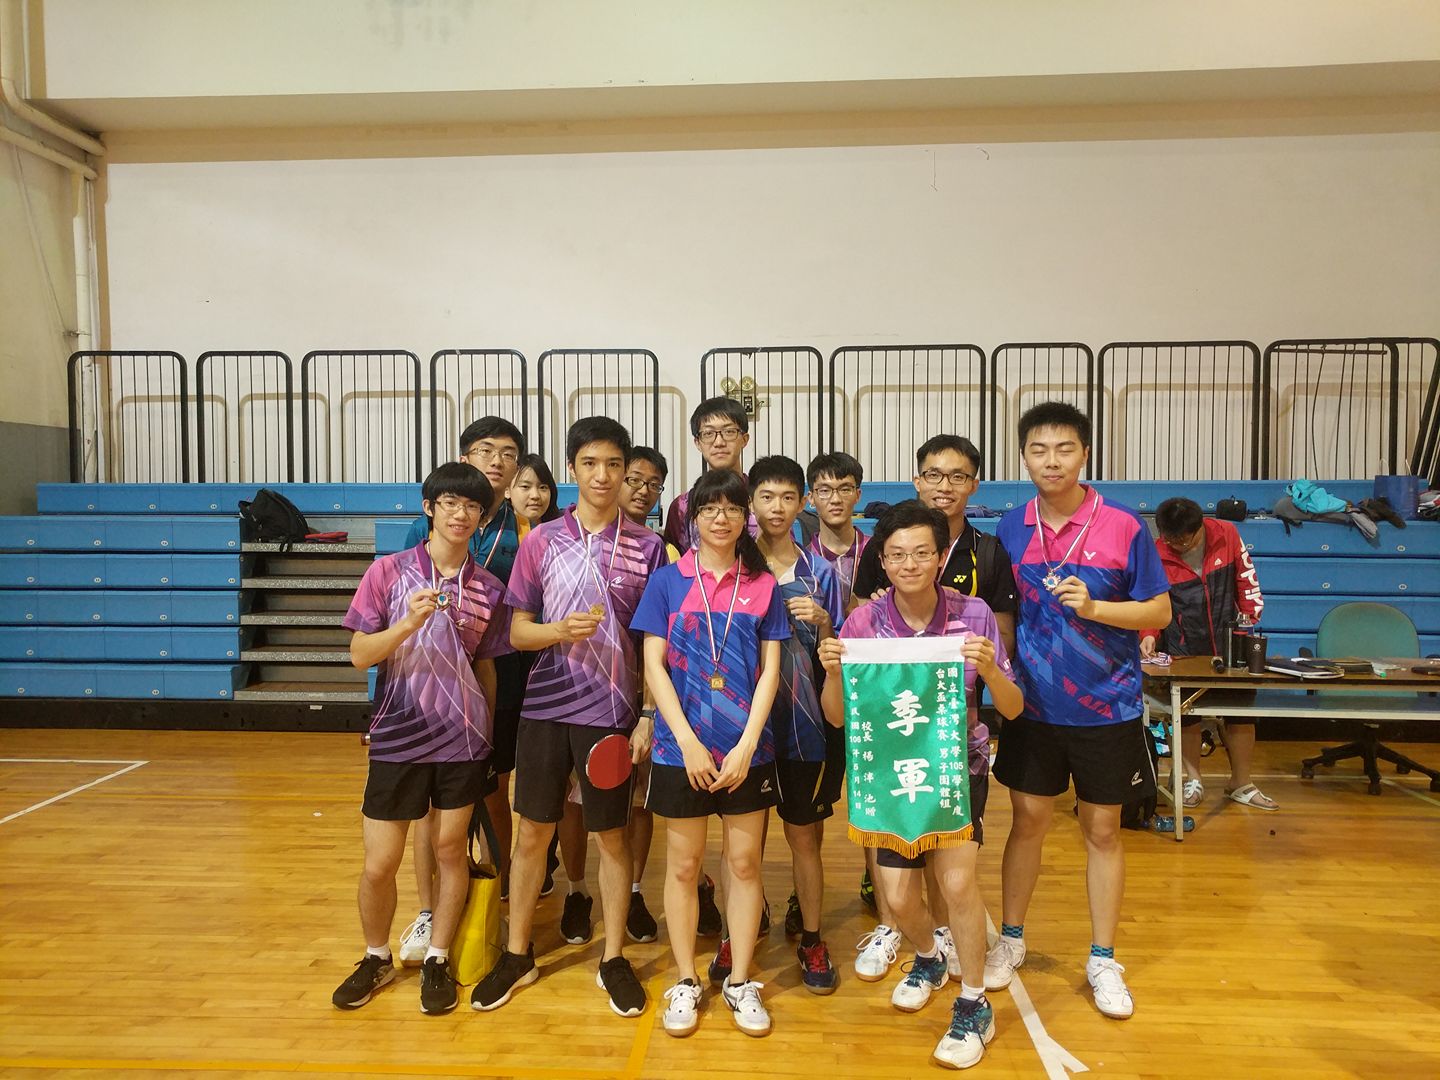 國立臺灣大學105學年度
台大盃桌球賽 男子團體組
季軍
校長 楊泮池贈
中華民國106年5月14日